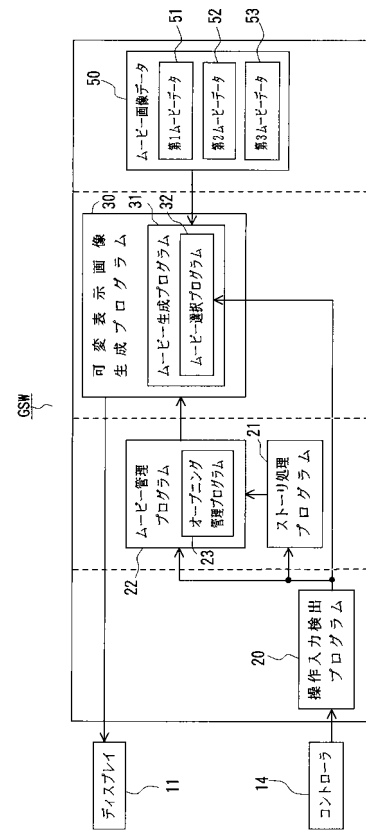 GSW
ディスプレイ
11
コントローラ
14
操作入力検出
プログラム
20
ムービー管理
プログラム
22
オープニング
管理プログラム
23
ストーリ処理
プログラム
21
可変表示画像
生成プログラム
30
ムービー生成プログラム
31
ムービー選択プログラム
32
ムービー画像データ
50
第1ムービーデータ
51
第2ムービーデータ
52
第3ムービーデータ
53